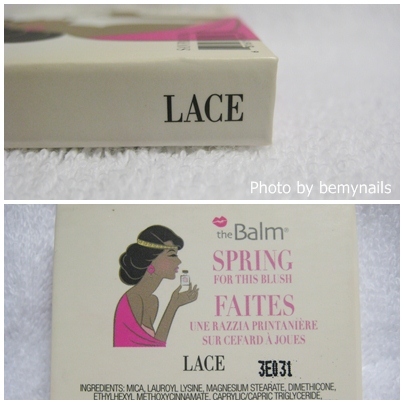 LACE
Photo by bemynails
theBalm®
SPRING
FOR THIS BLUSH
FAITES
UNE RAZZIA PRINTANIÈRE
SUR CEFARD À JOUES
LACE 3E031
INGREDIENTS: MICA, LAUROYL LYSINE, MAGNESIUM STEARATE, DIMETHICONE,
ETHYLHEXYL METHOXYCINNAMATE, CAPRYLIC/CAPRIC TRIGLYCERIDE,